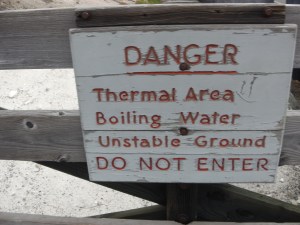 DANGER
Thermal Area
Boiling Water
Unstable Ground
DO NOT ENTER